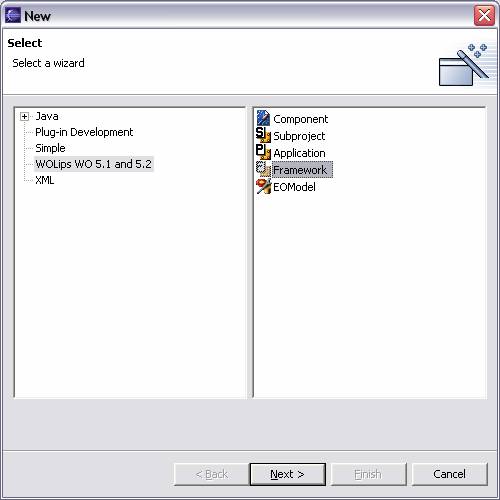 New
Select
Select a wizard
Java
Plug-in Development
Simple
WOLips WO 5.1 and 5.2
XML
Component
Subproject
Application
Framework
EOModel
< Back
Next >
Finish
Cancel